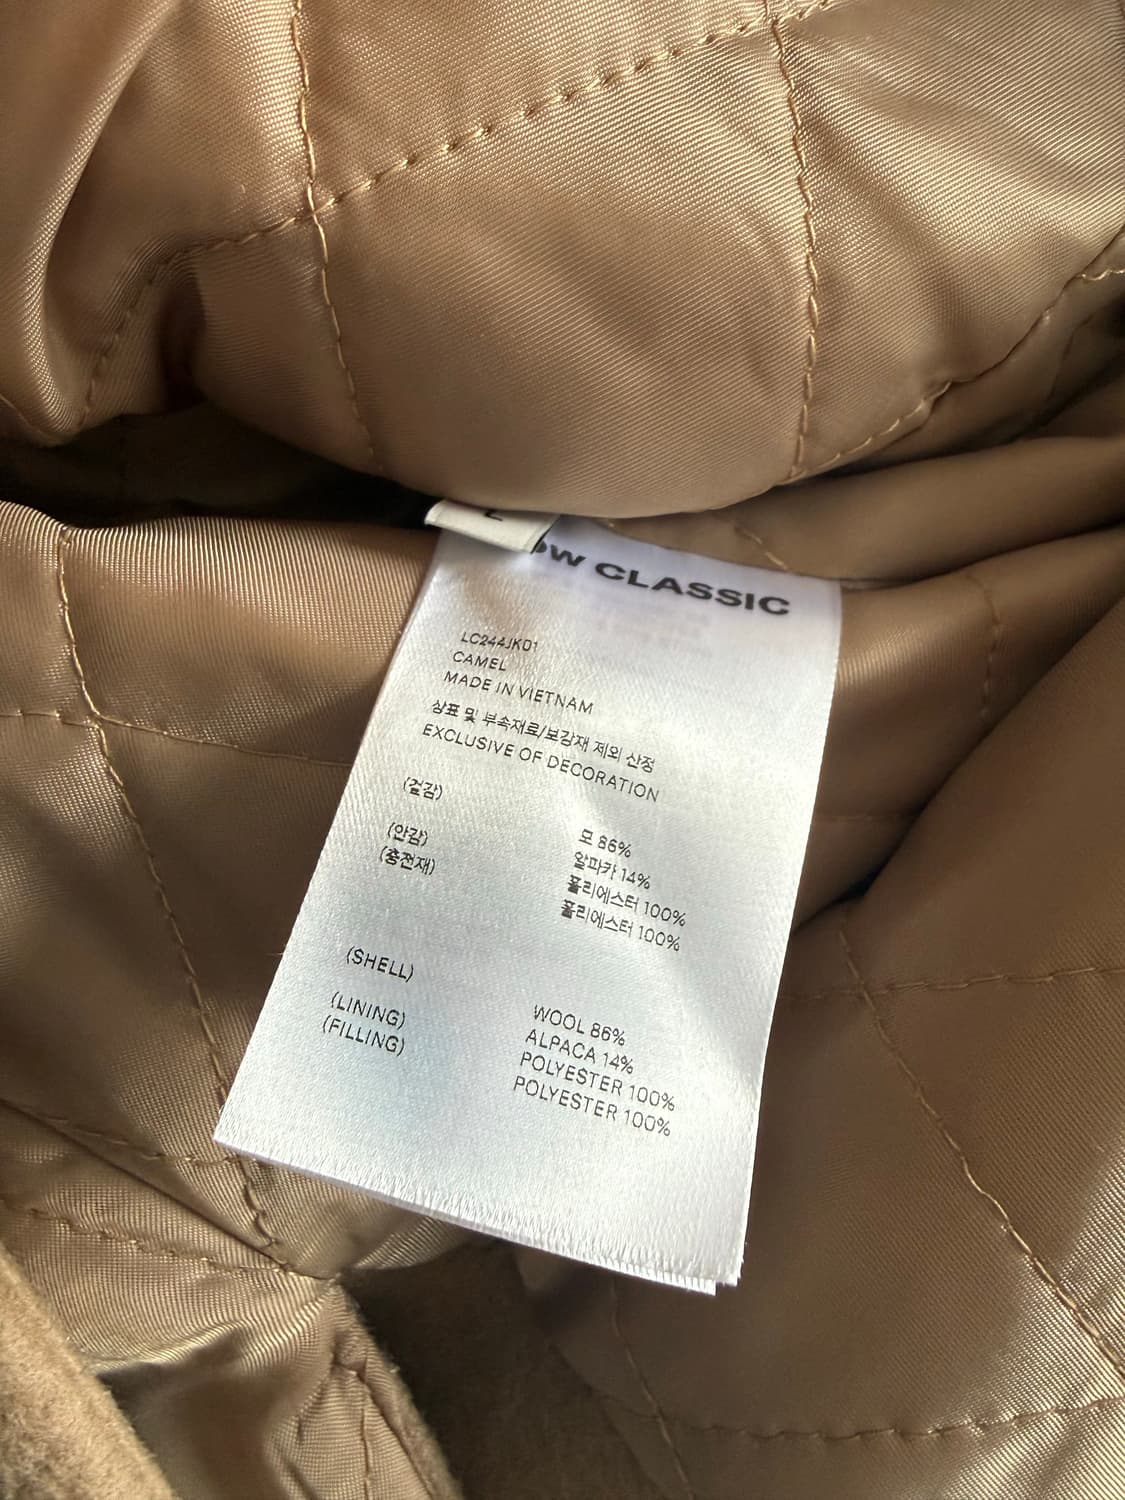 L
OW CLASSIC
LC244JK01
CAMEL
MADE IN VIETNAM
상표 및 부속재료/보강재 제외 산정
EXCLUSIVE OF DECORATION
(겉감)
모 86%
알파카 14%
(안감)
폴리에스터 100%
(충전재)
폴리에스터 100%
(SHELL)
WOOL 86%
ALPACA 14%
(LINING)
POLYESTER 100%
(FILLING)
POLYESTER 100%